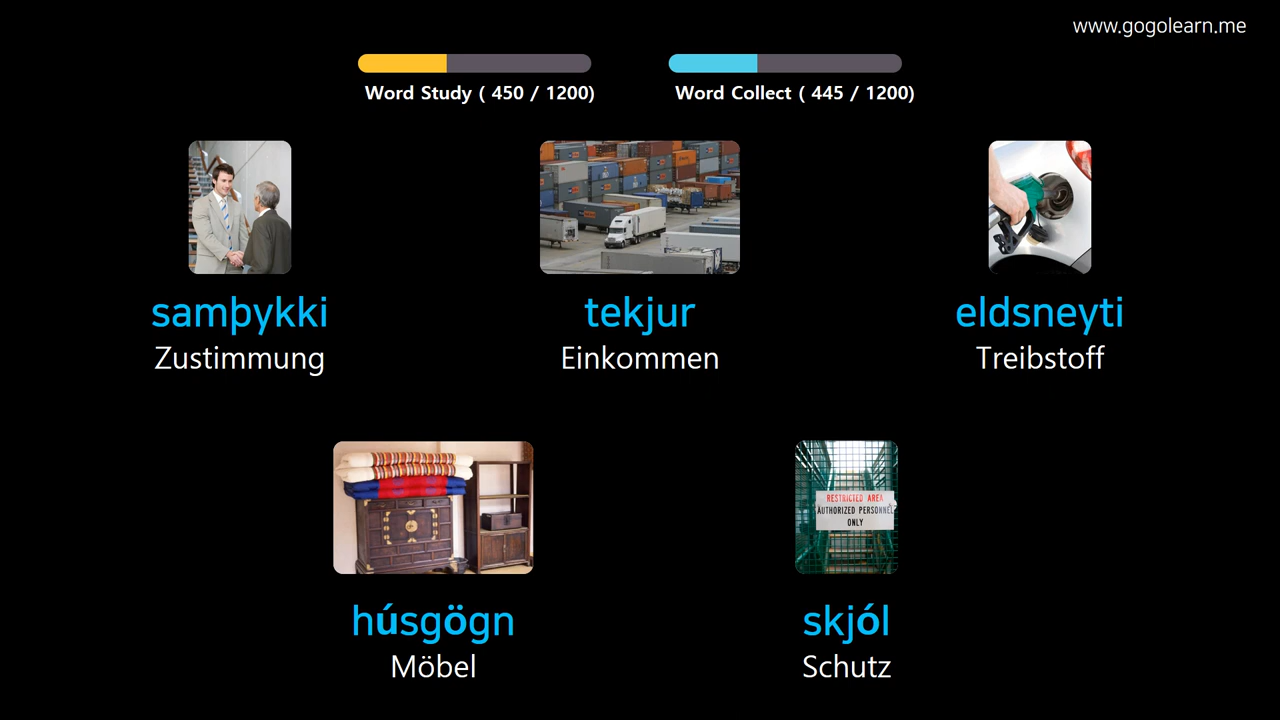 www.gogolearn.me
Word Study ( 450 / 1200)
Word Collect ( 445 / 1200)
samþykki
Zustimmung
tekjur
Einkommen
eldsneyti
Treibstoff
RESTRICTED AREA
AUTHORIZED PERSONNEL
ONLY
húsgögn
Möbel
skjól
Schutz